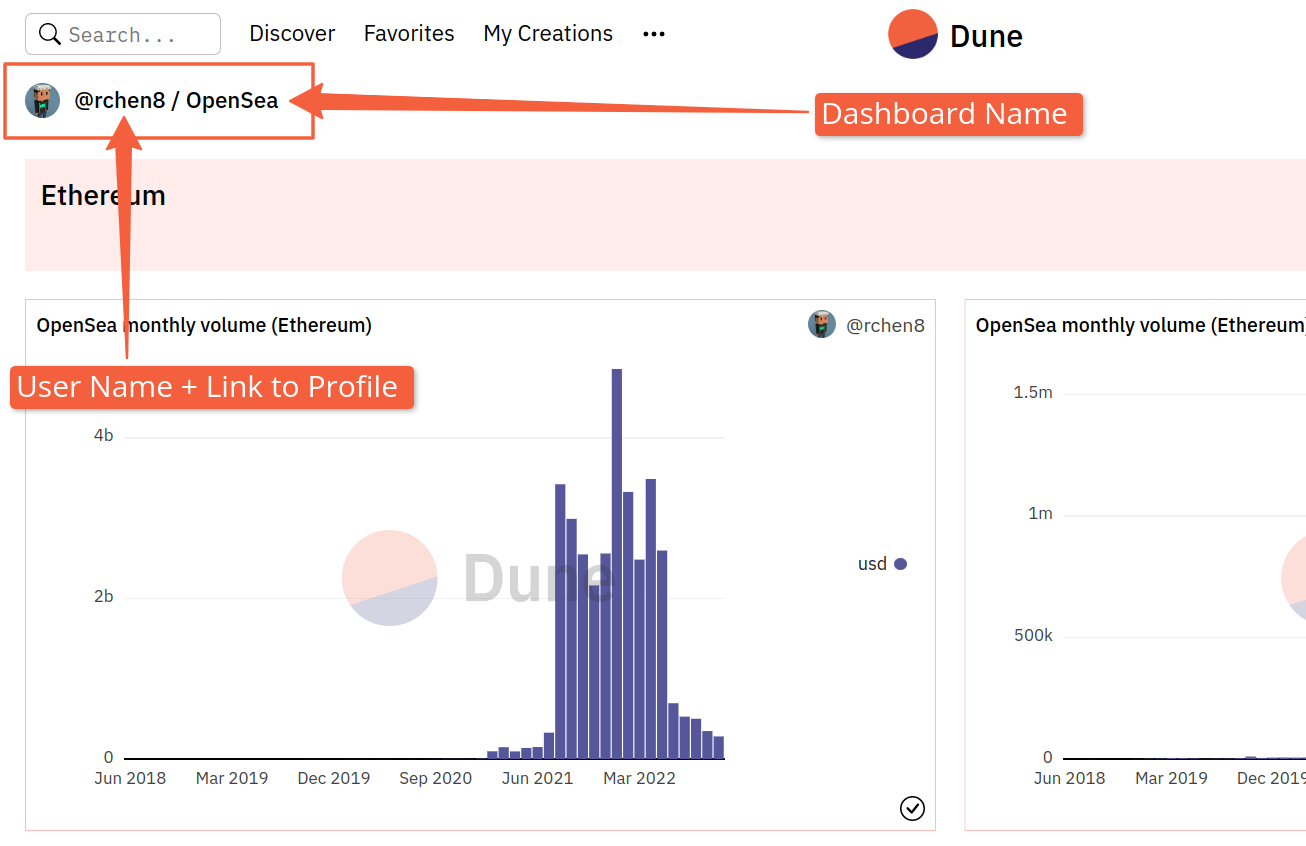 Search...
Discover
Favorites
My Creations
Dune
@rchen8 / OpenSea
Dashboard Name
Ethereum
OpenSea monthly volume (Ethereum)
@rchen8
User Name + Link to Profile
4b
2b
0
Dune
usd
Jun 2018
Mar 2019
Dec 2019
Sep 2020
Jun 2021
Mar 2022
OpenSea monthly volume (Ethereum)
1.5m
1m
500k
0
Jun 2018
Mar 2019
Dec 2019